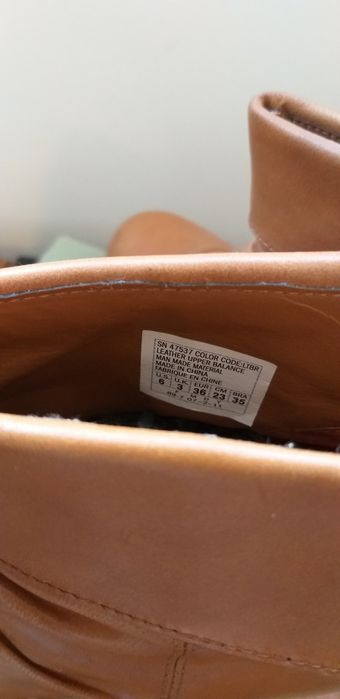 SN 47537 COLOR CODE:LTBR
LEATHER UPPER BALANCE
MAN MADE MATERIAL
MADE IN CHINA
FABRIQUE EN CHINE
U.S. U.K. EUR CM BRA
6 3 36 23 35